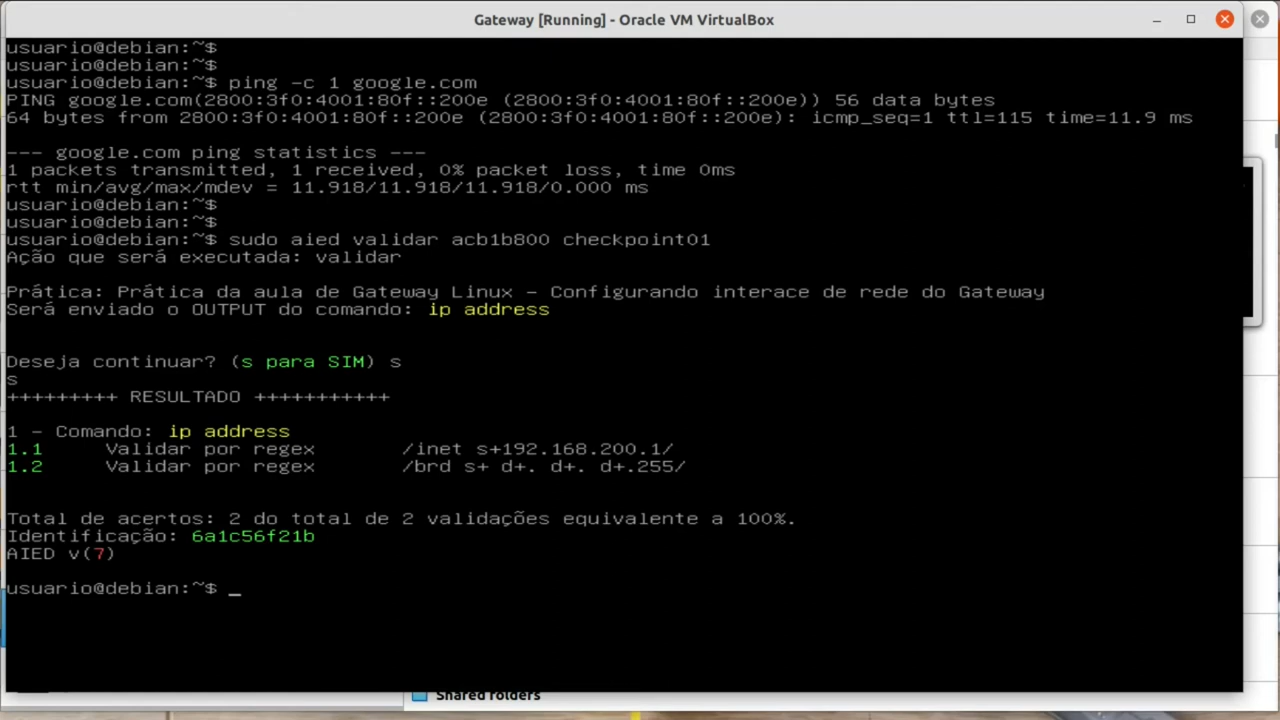 Gateway [Running] - Oracle VM VirtualBox
usuario@debian:~$
usuario@debian:~$
usuario@debian:~$ ping -c 1 google.com
PING google.com(2800:3f0:4001:80f::200e (2800:3f0:4001:80f::200e)) 56 data bytes
64 bytes from 2800:3f0:4001:80f::200e (2800:3f0:4001:80f::200e): icmp_seq=1 ttl=115 time=11.9 ms
--- google.com ping statistics ---
1 packets transmitted, 1 received, 0% packet loss, time 0ms
rtt min/avg/max/mdev = 11.918/11.918/11.918/0.000 ms
usuario@debian:~$
usuario@debian:~$
usuario@debian:~$ sudo aied validar acb1b800 checkpoint01
Ação que será executada: validar
Prática: Prática da aula de Gateway Linux - Configurando interace de rede do Gateway
Será enviado o OUTPUT do comando: ip address
Deseja continuar? (s para SIM) s
s
+++++++++ RESULTADO +++++++++++
1 - Comando: ip address
1.1 Validar por regex /inet s+192.168.200.1/
1.2 Validar por regex /brd s+ d+. d+. d+.255/
Total de acertos: 2 do total de 2 validações equivalente a 100%.
Identificação: 6a1c56f21b
AIED v(7)
usuario@debian:~$ _
Shared folders